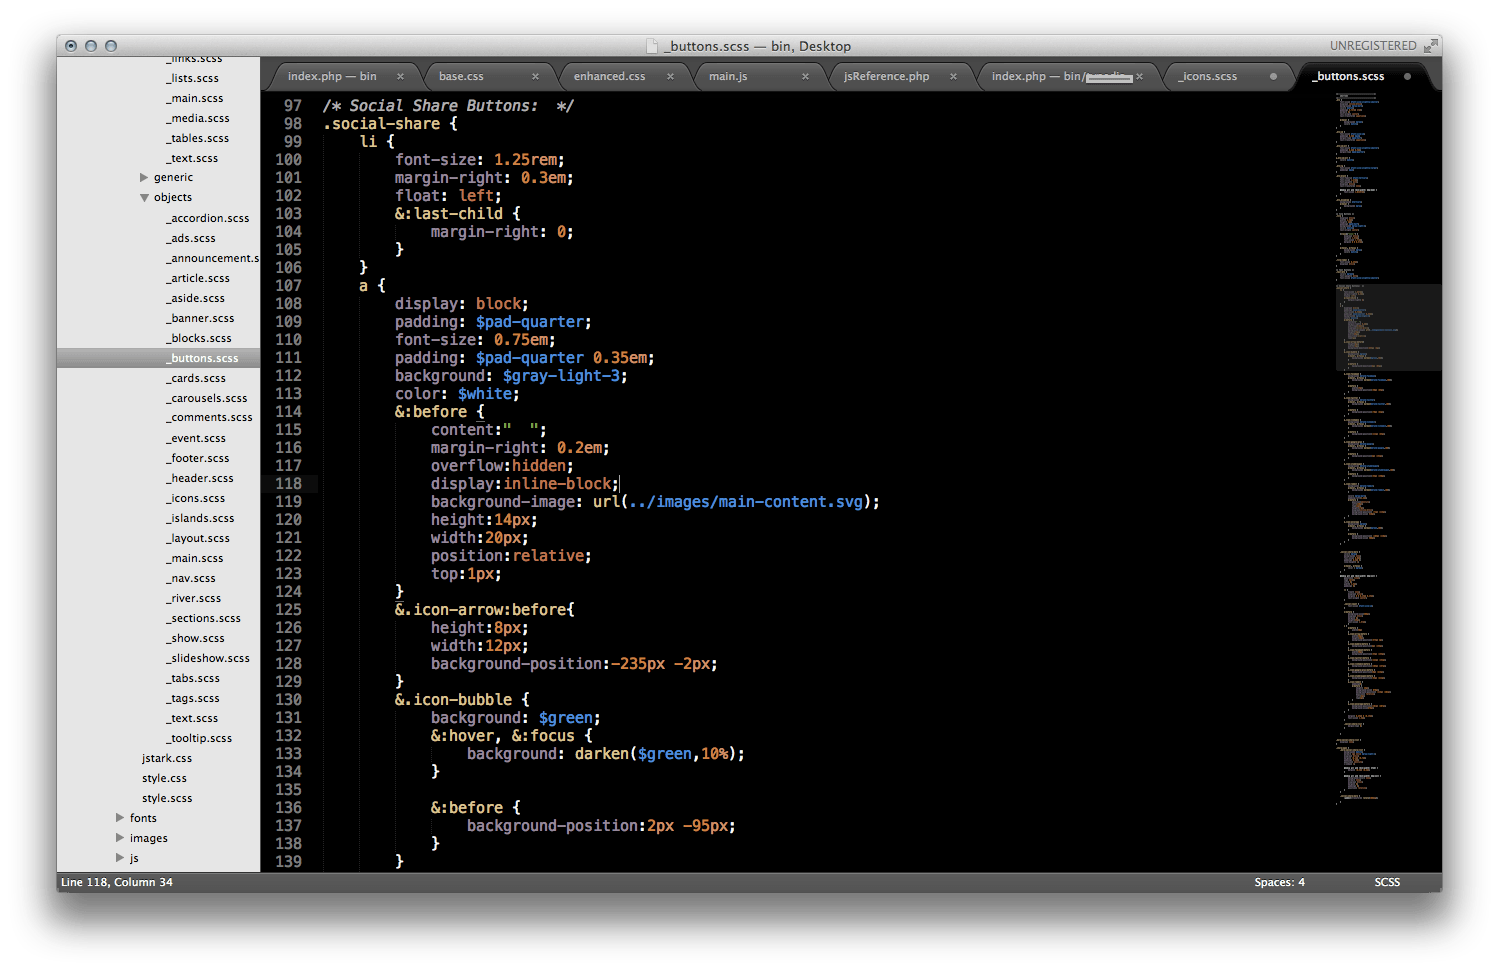 _buttons.scss — bin, Desktop
UNREGISTERED
index.php — bin
base.css
enhanced.css
main.js
jsReference.php
index.php — bin/
_icons.scss
_buttons.scss
_links.scss
_lists.scss
_main.scss
_media.scss
_tables.scss
_text.scss
generic
objects
_accordion.scss
_ads.scss
_announcement.s
_article.scss
_aside.scss
_banner.scss
_blocks.scss
_buttons.scss
_cards.scss
_carousels.scss
_comments.scss
_event.scss
_footer.scss
_header.scss
_icons.scss
_islands.scss
_layout.scss
_main.scss
_nav.scss
_river.scss
_sections.scss
_show.scss
_slideshow.scss
_tabs.scss
_tags.scss
_text.scss
_tooltip.scss
jstark.css
style.css
style.scss
fonts
images
js
97 /* Social Share Buttons:  */
98 .social-share {
99     li {
100         font-size: 1.25rem;
101         margin-right: 0.3em;
102         float: left;
103         &:last-child {
104             margin-right: 0;
105         }
106     }
107     a {
108         display: block;
109         padding: $pad-quarter;
110         font-size: 0.75em;
111         padding: $pad-quarter 0.35em;
112         background: $gray-light-3;
113         color: $white;
114         &:before {
115             content:"  ";
116             margin-right: 0.2em;
117             overflow:hidden;
118             display:inline-block;
119             background-image: url(../images/main-content.svg);
120             height:14px;
121             width:20px;
122             position:relative;
123             top:1px;
124         }
125         &.icon-arrow:before{
126             height:8px;
127             width:12px;
128             background-position:-235px -2px;
129         }
130         &.icon-bubble {
131             background: $green;
132             &:hover, &:focus {
133                 background: darken($green,10%);
134             }
135
136             &:before {
137                 background-position:2px -95px;
138             }
139         }
Line 118, Column 34
Spaces: 4
SCSS